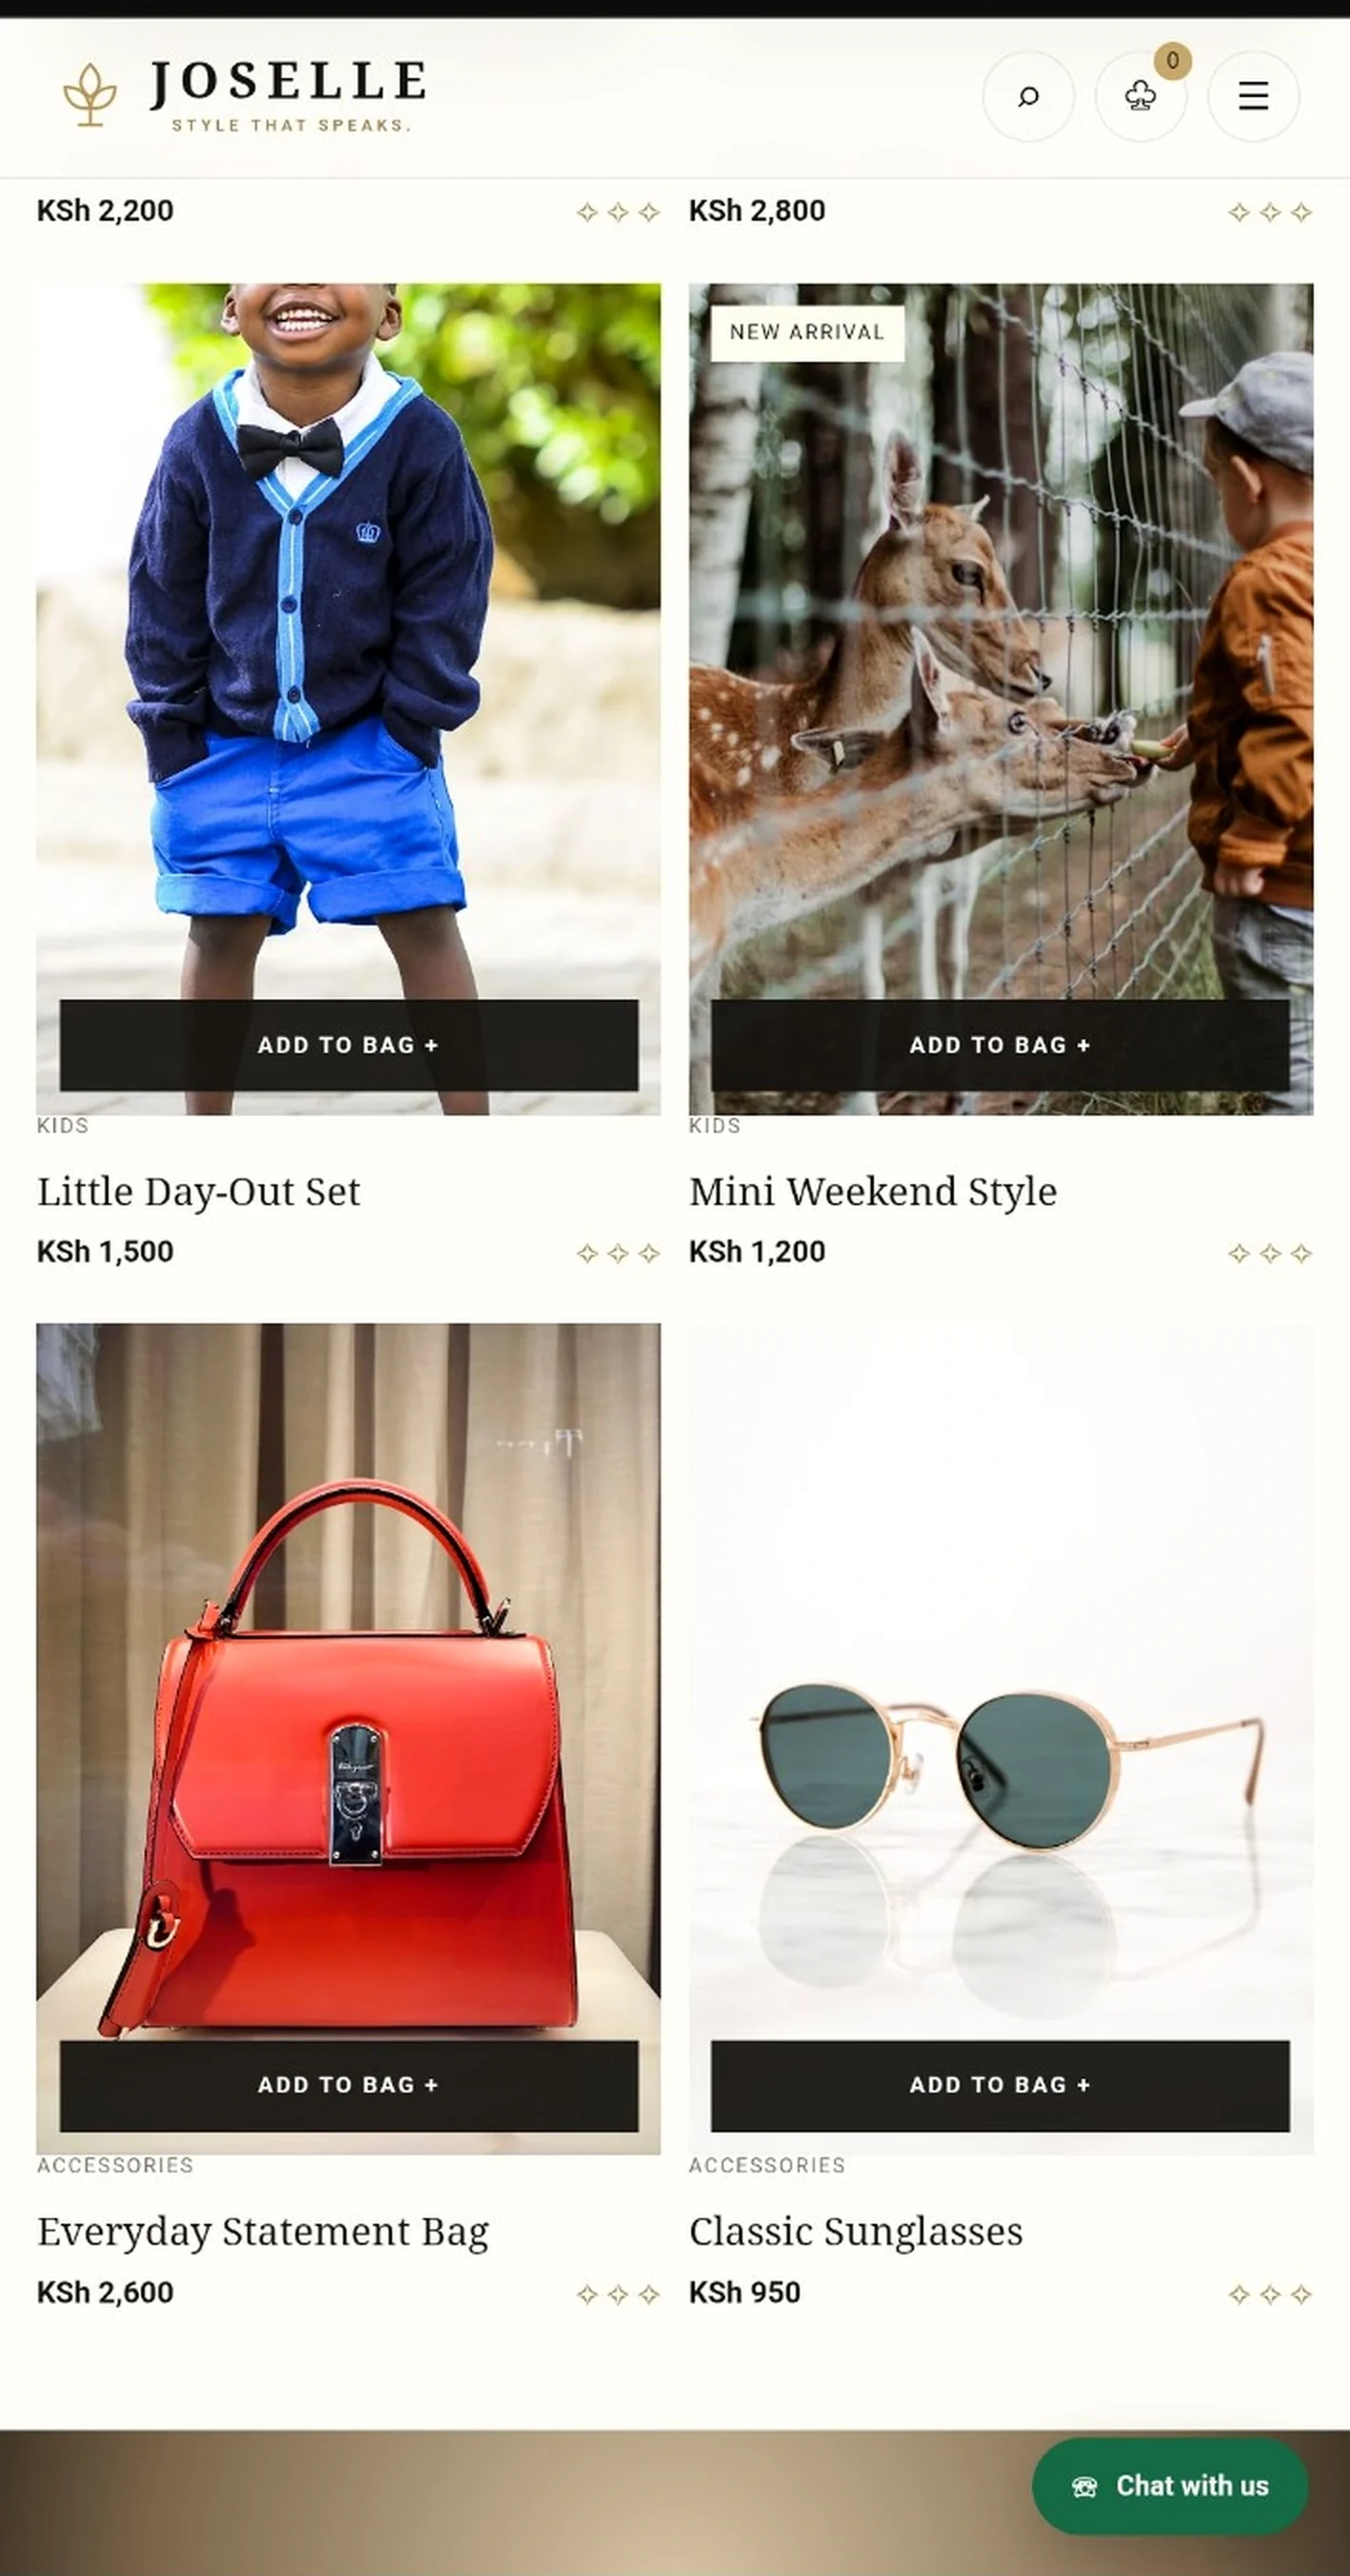 JOSELLE
STYLE THAT SPEAKS.
0
KSh 2,200
KSh 2,800
NEW ARRIVAL
ADD TO BAG +
ADD TO BAG +
KIDS
KIDS
Little Day-Out Set
Mini Weekend Style
KSh 1,500
KSh 1,200
ADD TO BAG +
ADD TO BAG +
ACCESSORIES
ACCESSORIES
Everyday Statement Bag
Classic Sunglasses
KSh 2,600
KSh 950
Chat with us